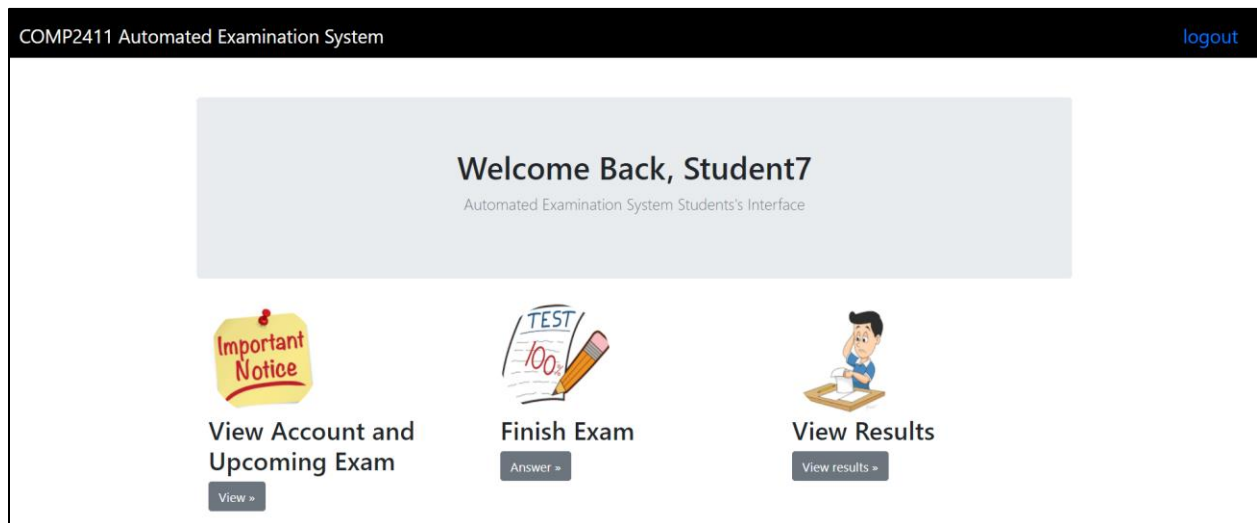 COMP2411 Automated Examination System
logout
Welcome Back, Student7
Automated Examination System Students's Interface
Important
Notice
TEST
100%
View Account and
Upcoming Exam
View »
Finish Exam
Answer »
View Results
View results »